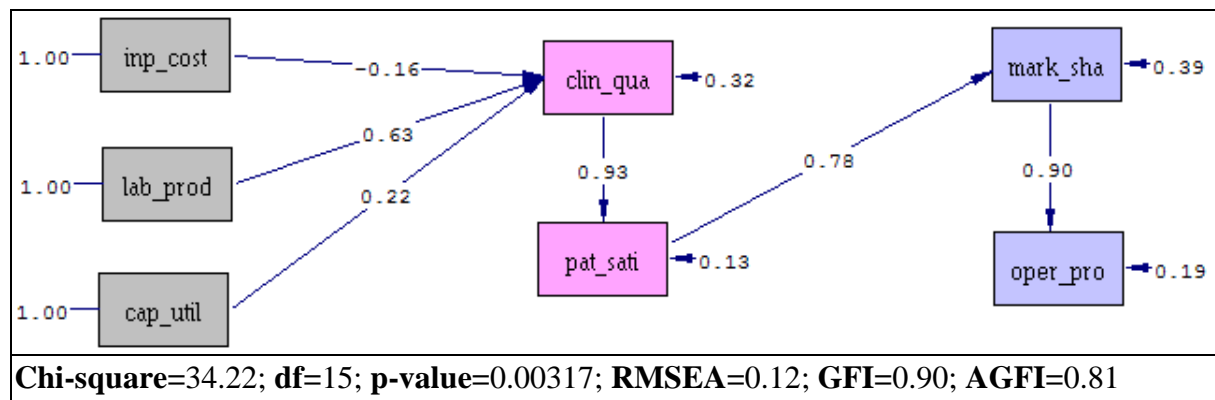 1.00
inp_cost
-0.16
clin_qua
0.32
mark_sha
0.39
0.63
1.00
lab_prod
0.93
0.78
0.90
0.22
pat_sati
0.13
oper_pro
0.19
1.00
cap_util
Chi-square=34.22; df=15; p-value=0.00317; RMSEA=0.12; GFI=0.90; AGFI=0.81